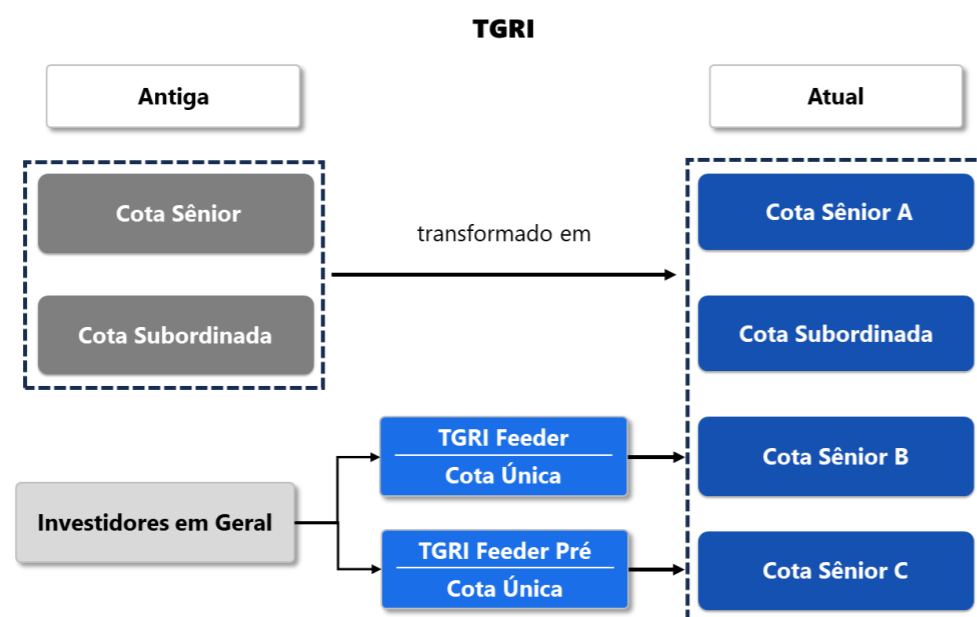 TGRI
Antiga
Atual
Cota Sênior
Cota Subordinada
transformado em
Cota Sênior A
Cota Subordinada
Cota Sênior B
Cota Sênior C
Investidores em Geral
TGRI Feeder
Cota Única
TGRI Feeder Pré
Cota Única